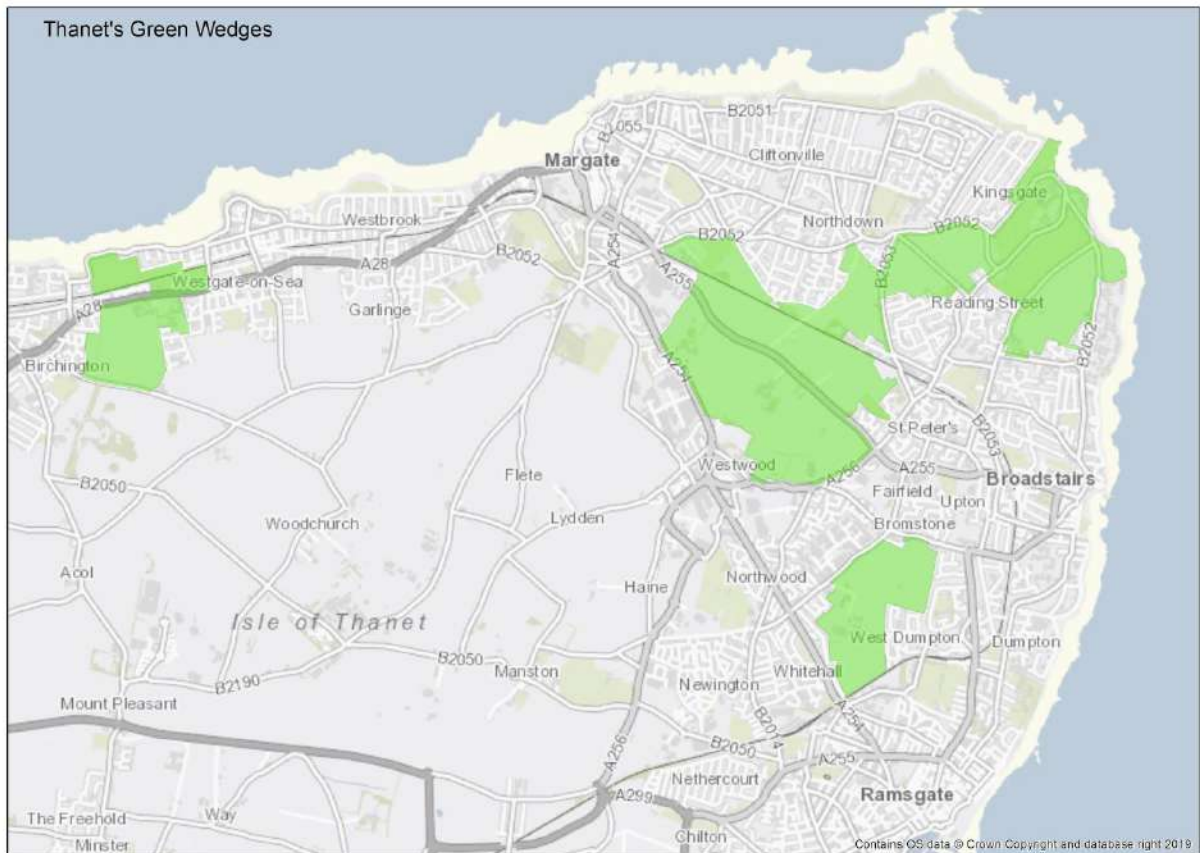 Thanet's Green Wedges
B2051
B2055
Margate
Cliftonville
Kingsgate
Westbrook
Northdown
B2052
B2052
A254
B2053
B2052
A28
A255
Westgate-on-Sea
Reading Street
Garlinge
A28
B2052
Birchington
A254
St Peter's
B2053
Westwood
A256
A255
Flete
Broadstairs
Fairfield
Upton
B2050
Woodchurch
Lydden
Bromstone
Acol
Northwood
Haine
Isle of Thanet
West Dumpton
Dumpton
B2050
Manston
Whitehall
B2190
Newington
Mount Pleasant
A254
B2014
A256
B2050
A255
Nethercourt
A299
Ramsgate
The Freehold
Way
Chilton
Minster
Contains OS data © Crown Copyright and database right 2019